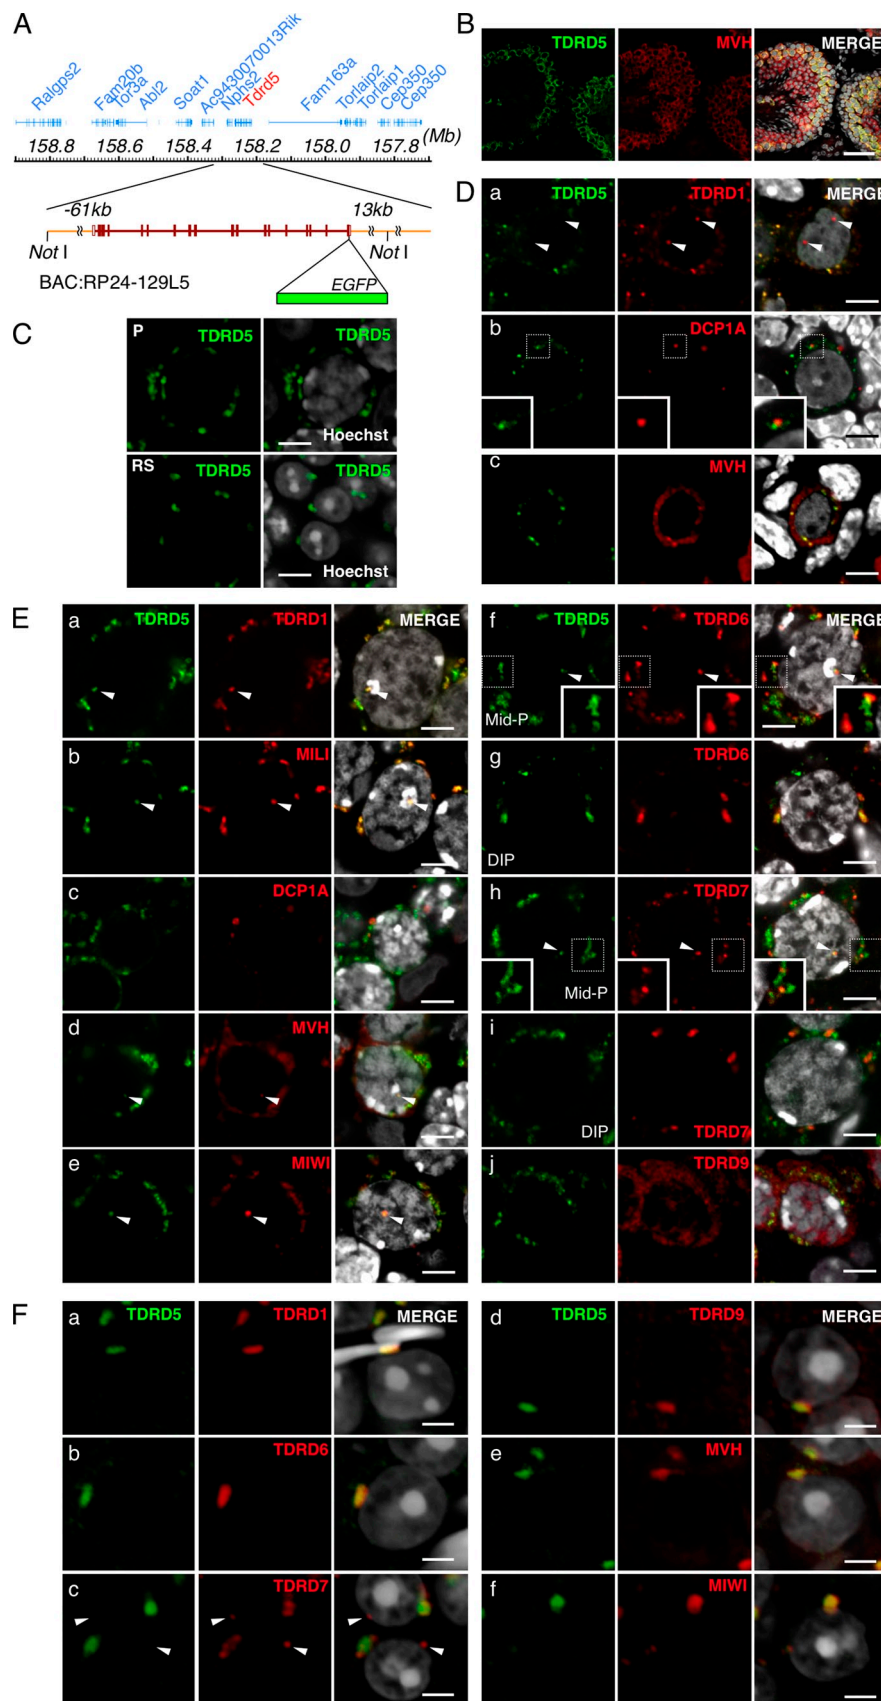 A
Ralgps2
Fam20b
Tor3a
Abl2
Soat1
Ac9430070013Rik
Nphs2
Tdrd5
Fam163a
Torlaip2
Torlaip1
Cep350
Cep350
158.8 158.6 158.4 158.2 158.0 157.8 (Mb)
-61kb 13kb
Not I Not I
BAC:RP24-129L5
EGFP
B
TDRD5 MVH MERGE
C
P TDRD5 TDRD5
Hoechst
RS TDRD5 TDRD5
Hoechst
D
a TDRD5 TDRD1 MERGE
b DCP1A
c MVH
E
a TDRD5 TDRD1 MERGE
b MILI
c DCP1A
d MVH
e MIWI
f TDRD5 TDRD6 MERGE
Mid-P
g TDRD6
DIP
h TDRD7
Mid-P
i
DIP TDRD7
j TDRD9
F
a TDRD5 TDRD1 MERGE
b TDRD6
c TDRD7
d TDRD5 TDRD9 MERGE
e MVH
f MIWI